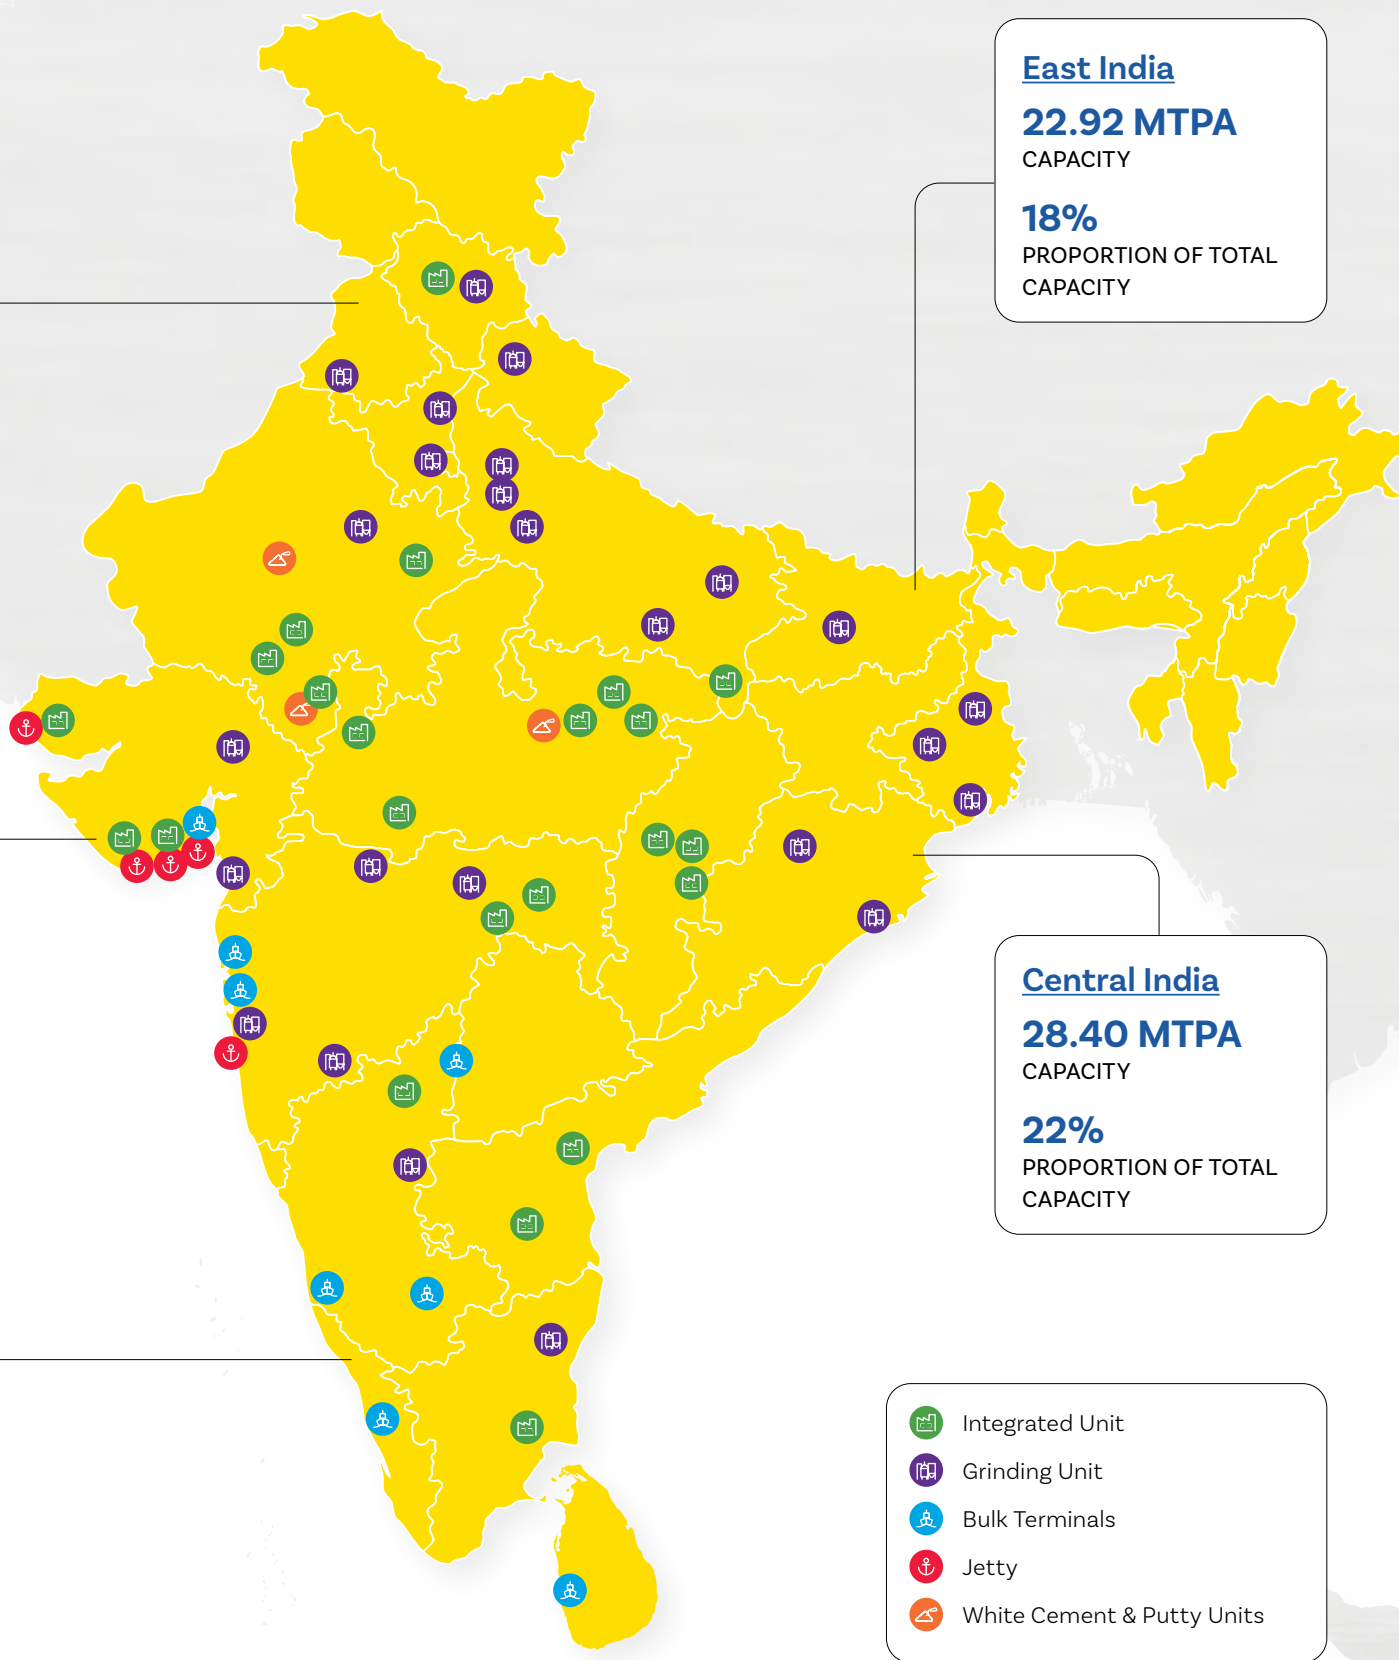 East India
22.92 MTPA
CAPACITY
18%
PROPORTION OF TOTAL
CAPACITY
Central India
28.40 MTPA
CAPACITY
22%
PROPORTION OF TOTAL
CAPACITY
Integrated Unit
Grinding Unit
Bulk Terminals
Jetty
White Cement & Putty Units